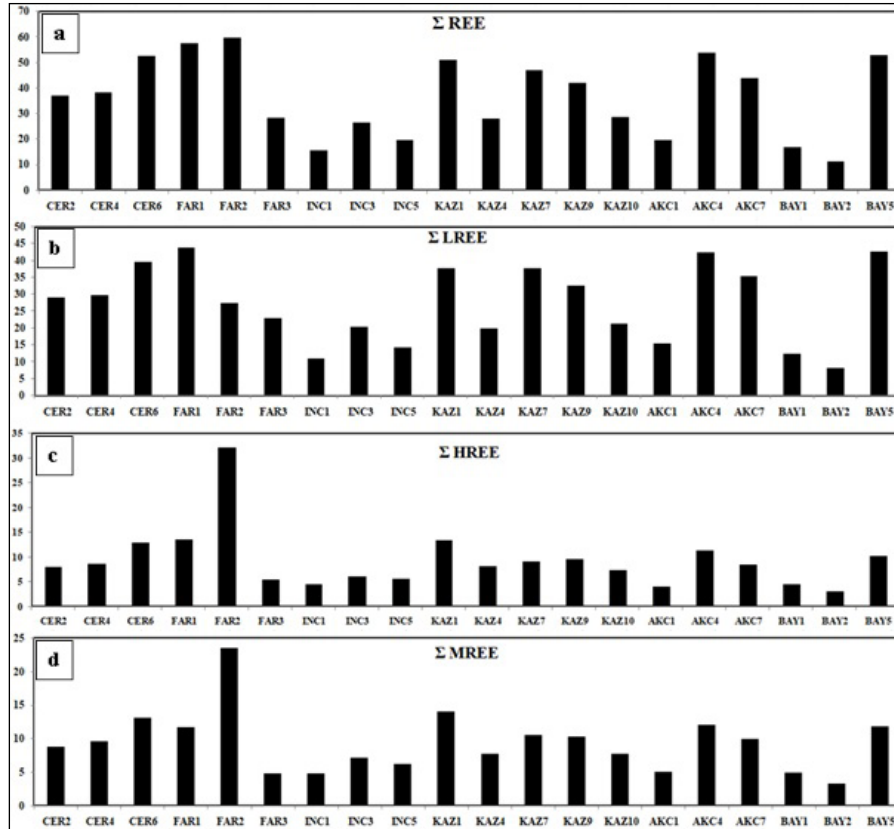 a
Σ REE
70
60
50
40
30
20
10
0
CER2 CER4 CER6 FAR1 FAR2 FAR3 INC1 INC3 INC5 KAZ1 KAZ4 KAZ7 KAZ9 KAZ10 AKC1 AKC4 AKC7 BAY1 BAY2 BAY5
b
Σ LREE
50
45
40
35
30
25
20
15
10
5
0
CER2 CER4 CER6 FAR1 FAR2 FAR3 INC1 INC3 INC5 KAZ1 KAZ4 KAZ7 KAZ9 KAZ10 AKC1 AKC4 AKC7 BAY1 BAY2 BAY5
c
Σ HREE
35
30
25
20
15
10
5
0
CER2 CER4 CER6 FAR1 FAR2 FAR3 INC1 INC3 INC5 KAZ1 KAZ4 KAZ7 KAZ9 KAZ10 AKC1 AKC4 AKC7 BAY1 BAY2 BAY5
d
Σ MREE
25
20
15
10
5
0
CER2 CER4 CER6 FAR1 FAR2 FAR3 INC1 INC3 INC5 KAZ1 KAZ4 KAZ7 KAZ9 KAZ10 AKC1 AKC4 AKC7 BAY1 BAY2 BAY5